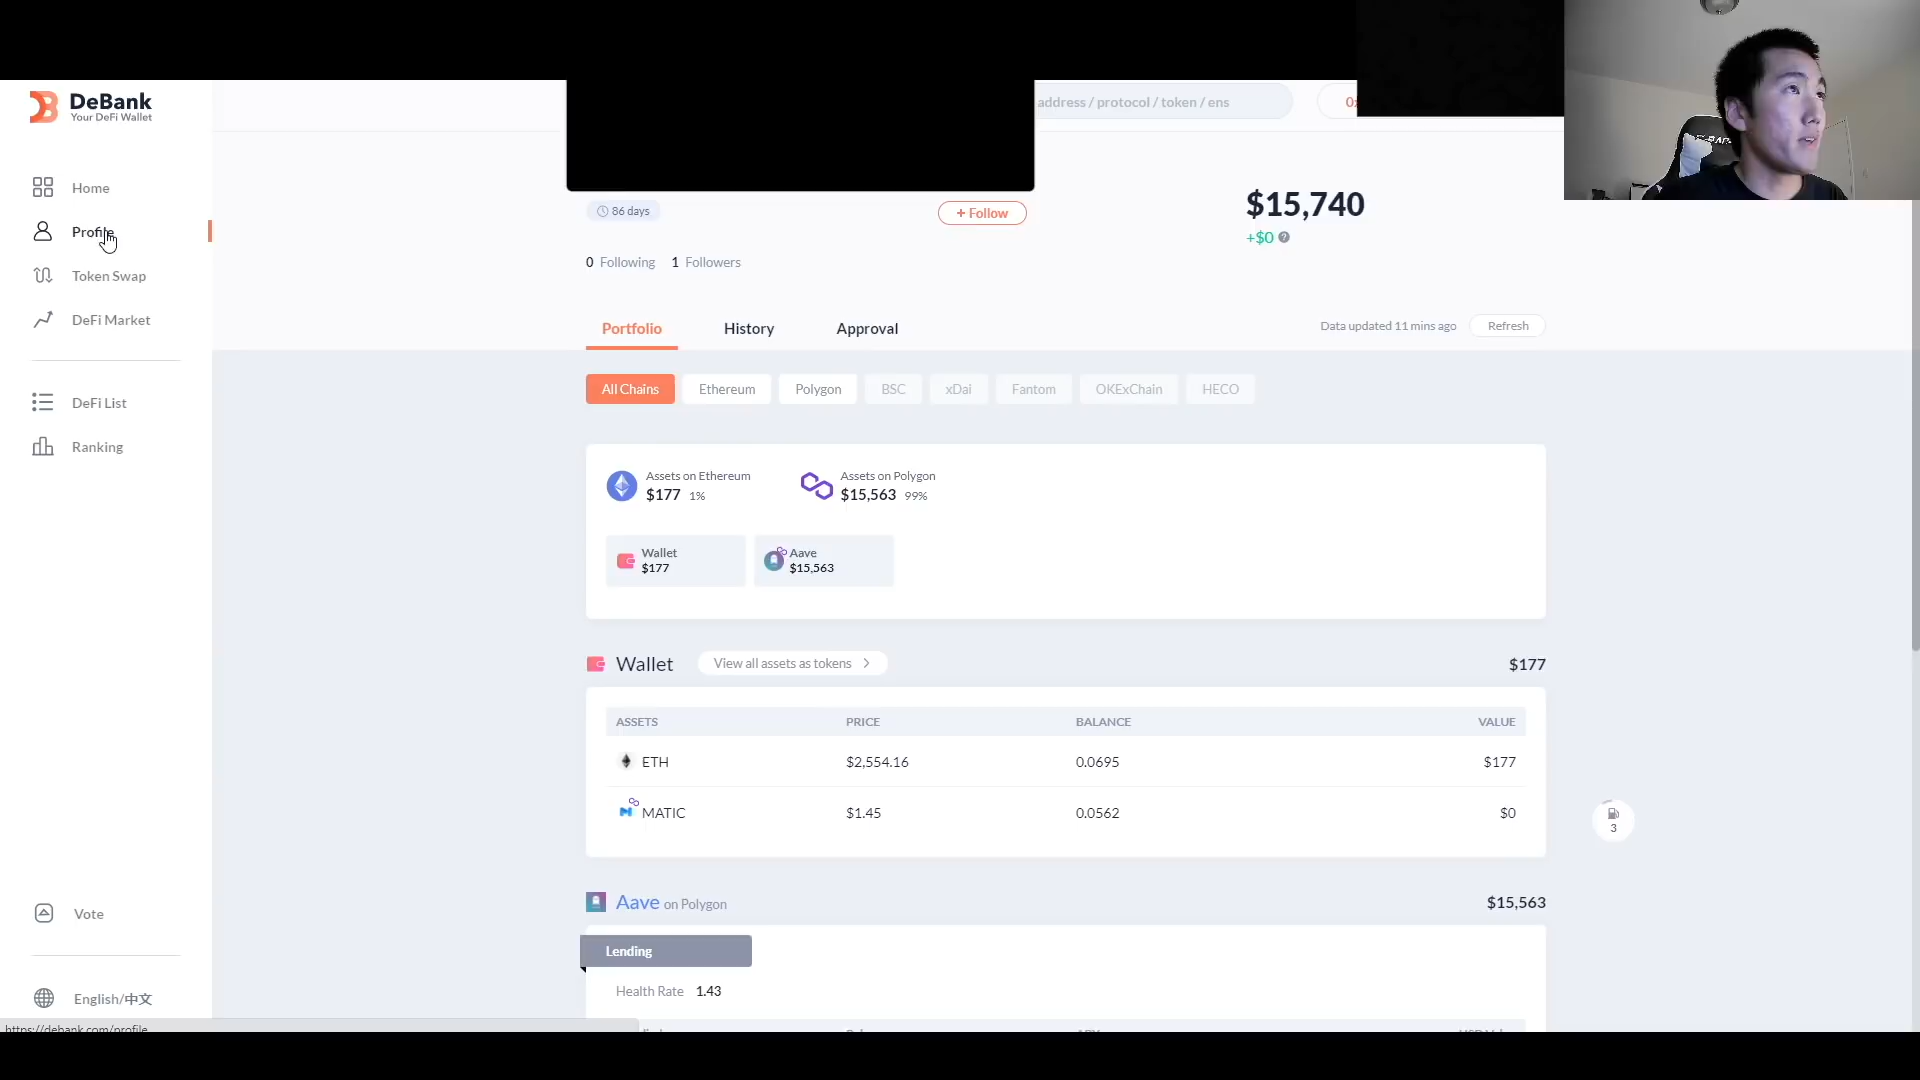 DeBank
Your DeFi Wallet
address / protocol / token / ens
Home
Profile
Token Swap
DeFi Market
DeFi List
Ranking
Vote
English/中文
https://debank.com/profile
86 days
+ Follow
0 Following 1 Followers
$15,740
+$0
Portfolio History Approval
Data updated 11 mins ago Refresh
All Chains Ethereum Polygon BSC xDai Fantom OKExChain HECO
Assets on Ethereum
$177 1%
Assets on Polygon
$15,563 99%
Wallet
$177
Aave
$15,563
Wallet View all assets as tokens $177
ASSETS PRICE BALANCE VALUE
ETH $2,554.16 0.0695 $177
MATIC $1.45 0.0562 $0
3
Aave on Polygon $15,563
Lending
Health Rate 1.43